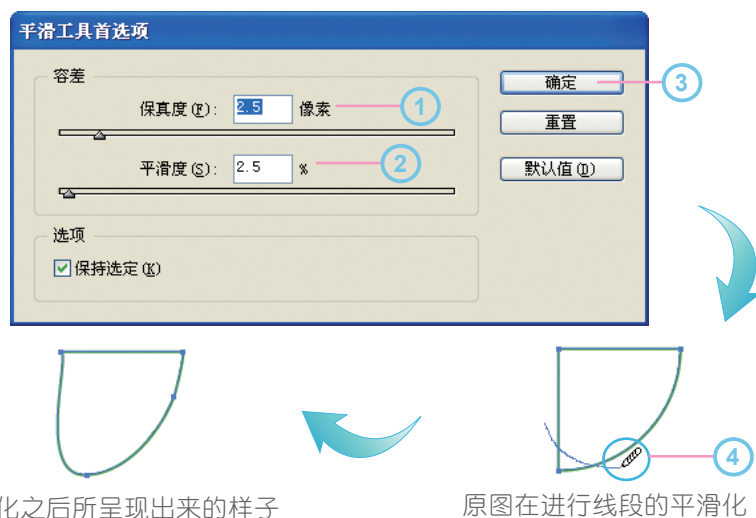 平滑工具首选项
容差
保真度(F): 2.5 像素
1
平滑度(S): 2.5 %
2
确定
3
重置
默认值(D)
选项
保持选定(K)
4
化之后所呈现出来的样子
原图在进行线段的平滑化